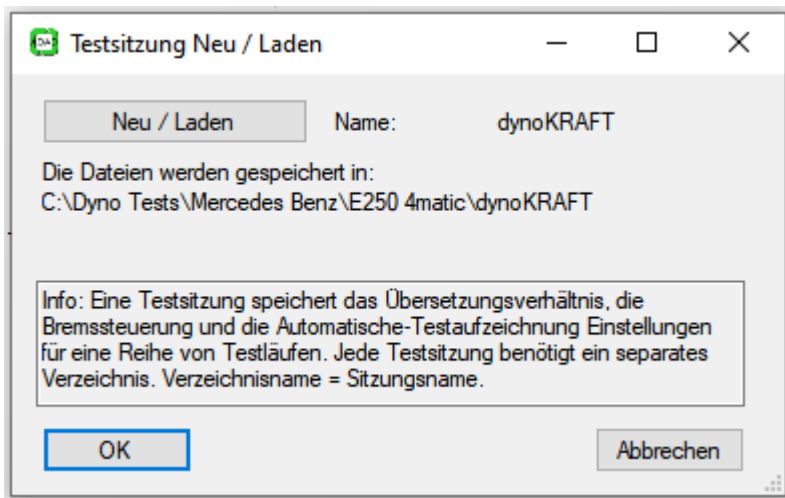 Testsitzung Neu / Laden
Neu / Laden Name: dynoKRAFT
Die Dateien werden gespeichert in:
C:\Dyno Tests\Mercedes Benz\E250 4matic\dynoKRAFT
Info: Eine Testsitzung speichert das Übersetzungsverhältnis, die
Bremssteuerung und die Automatische-Testaufzeichnung Einstellungen
für eine Reihe von Testläufen. Jede Testsitzung benötigt ein separates
Verzeichnis. Verzeichnisname = Sitzungsname.
OK Abbrechen